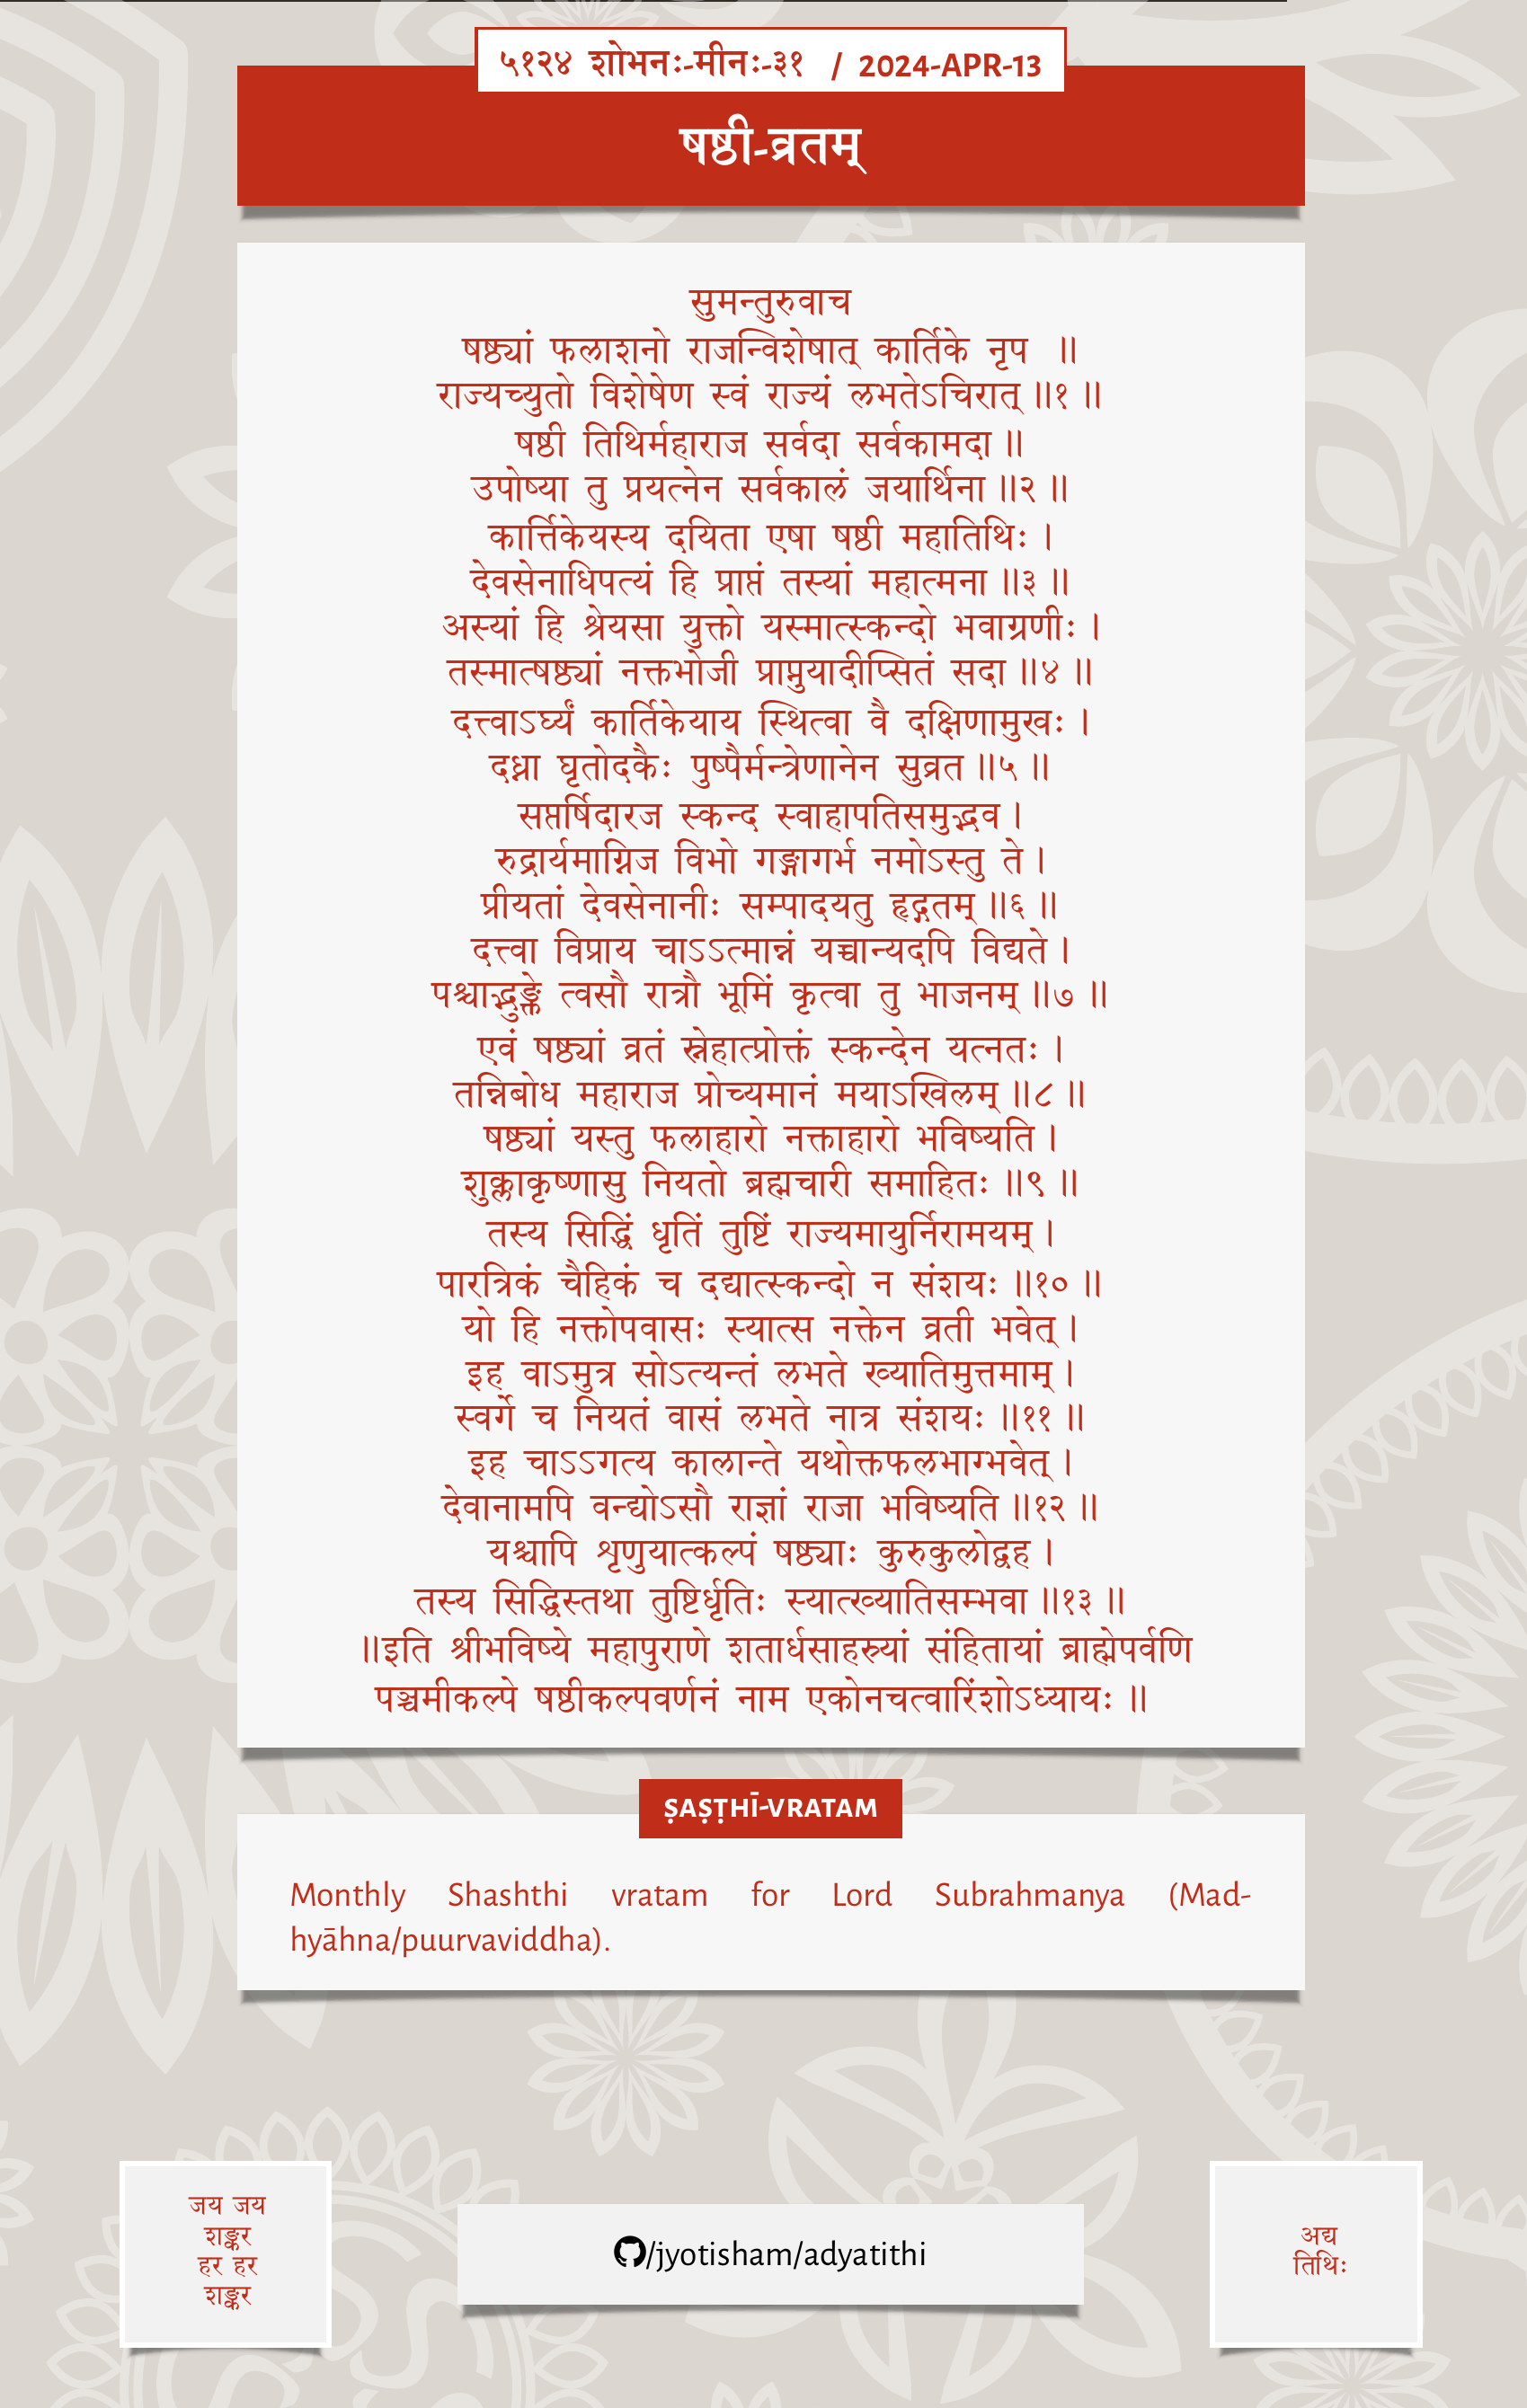 ५१२४ शोभनः-मीनः-३१ / 2024-APR-13
षष्ठी-व्रतम्
सुमन्तुरुवाच
षष्ठ्यां फलाशनो राजन्विशेषात् कार्तिके नृप ॥
राज्यच्युतो विशेषेण स्वं राज्यं लभतेऽचिरात् ॥१॥
षष्ठी तिथिर्महाराज सर्वदा सर्वकामदा ॥
उपोष्या तु प्रयत्नेन सर्वकालं जयार्थिना ॥२॥
कार्त्तिकेयस्य दयिता एषा षष्ठी महातिथिः ।
देवसेनाधिपत्यं हि प्राप्तं तस्यां महात्मना ॥३॥
अस्यां हि श्रेयसा युक्तो यस्मात्स्कन्दो भवाग्रणीः ।
तस्मात्षष्ठ्यां नक्तभोजी प्राप्नुयादीप्सितं सदा ॥४॥
दत्त्वाऽर्घ्यं कार्तिकेयाय स्थित्वा वै दक्षिणामुखः ।
दध्ना घृतोदकैः पुष्पैर्मन्त्रेणानेन सुव्रत ॥५॥
सप्तर्षिदारज स्कन्द स्वाहापतिसमुद्भव ।
रुद्रार्यमाग्निज विभो गङ्गागर्भ नमोऽस्तु ते ।
प्रीयतां देवसेनानीः सम्पादयतु हृद्गतम् ॥६॥
दत्त्वा विप्राय चाऽऽत्मान्नं यच्चान्यदपि विद्यते ।
पश्चाद्भुङ्क्ते त्वसौ रात्रौ भूमिं कृत्वा तु भाजनम् ॥७॥
एवं षष्ठ्यां व्रतं स्नेहात्प्रोक्तं स्कन्देन यत्नतः ।
तन्निबोध महाराज प्रोच्यमानं मयाऽखिलम् ॥८॥
षष्ठ्यां यस्तु फलाहारो नक्ताहारो भविष्यति ।
शुक्लाकृष्णासु नियतो ब्रह्मचारी समाहितः ॥९॥
तस्य सिद्धिं धृतिं तुष्टिं राज्यमायुर्निरामयम् ।
पारत्रिकं चैहिकं च दद्यात्स्कन्दो न संशयः ॥१०॥
यो हि नक्तोपवासः स्यात्स नक्तेन व्रती भवेत् ।
इह वाऽमुत्र सोऽत्यन्तं लभते ख्यातिमुत्तमाम् ।
स्वर्गे च नियतं वासं लभते नात्र संशयः ॥११॥
इह चाऽऽगत्य कालान्ते यथोक्तफलभाग्भवेत् ।
देवानामपि वन्द्योऽसौ राज्ञां राजा भविष्यति ॥१२॥
यश्चापि शृणुयात्कल्पं षष्ठ्याः कुरुकुलोद्वह ।
तस्य सिद्धिस्तथा तुष्टिर्धृतिः स्यात्ख्यातिसम्भवा ॥१३॥
॥इति श्रीभविष्ये महापुराणे शतार्धसाहस्र्यां संहितायां ब्राह्मेपर्वणि
पञ्चमीकल्पे षष्ठीकल्पवर्णनं नाम एकोनचत्वारिंशोऽध्यायः ॥
ṢAṢṬHĪ-VRATAM
Monthly Shashthi vratam for Lord Subrahmanya (Mad-
hyāhna/puurvaviddha).
जय जय
शङ्कर
हर हर
शङ्कर
/jyotisham/adyatithi
अद्य
तिथिः